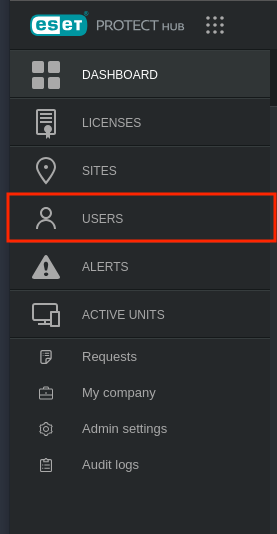 eset® PROTECT HUB
DASHBOARD
LICENSES
SITES
USERS
ALERTS
ACTIVE UNITS
Requests
My company
Admin settings
Audit logs